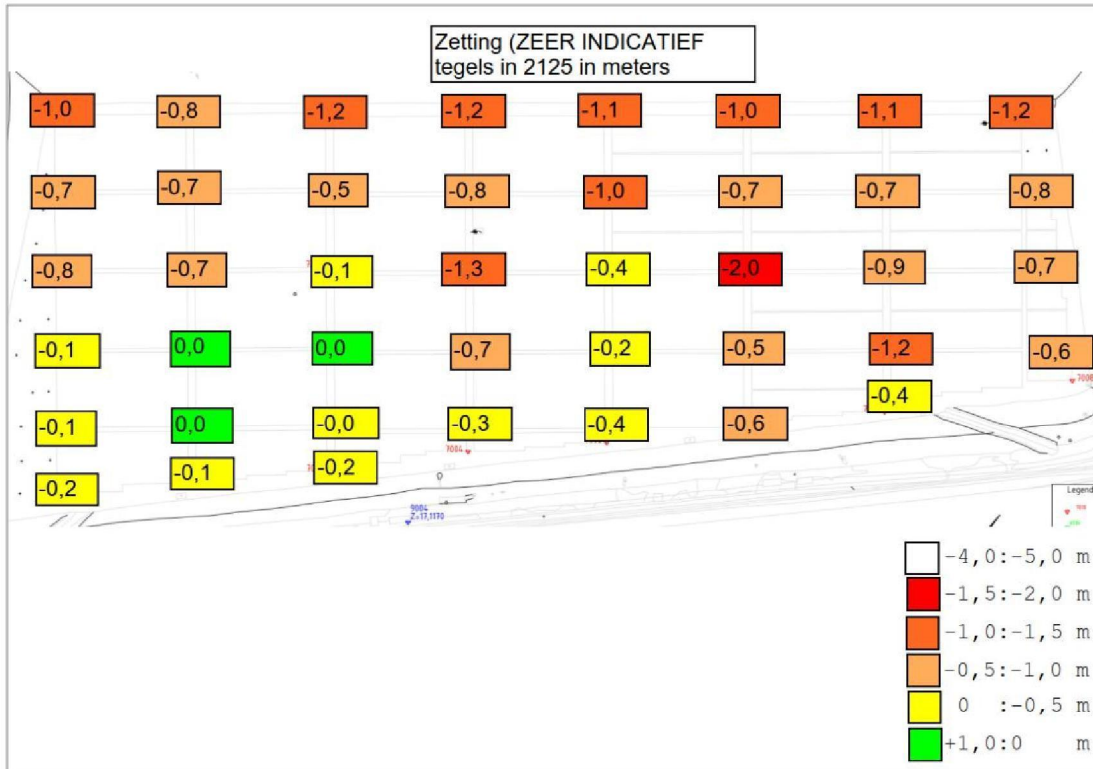 Zetting (ZEER INDICATIEF
tegels in 2125 in meters
-1,0 -0,8 -1,2 -1,2 -1,1 -1,0 -1,1 -1,2
-0,7 -0,7 -0,5 -0,8 -1,0 -0,7 -0,7 -0,8
-0,8 -0,7 -0,1 -1,3 -0,4 -2,0 -0,9 -0,7
-0,1 0,0 0,0 -0,7 -0,2 -0,5 -1,2 -0,6
7008
-0,4
-0,1 0,0 -0,0 -0,3 -0,4 -0,6
7004
-0,2 -0,1 -0,2
9004
Z=17,1170
Legend
-4,0:-5,0 m
-1,5:-2,0 m
-1,0:-1,5 m
-0,5:-1,0 m
0 :-0,5 m
+1,0:0 m